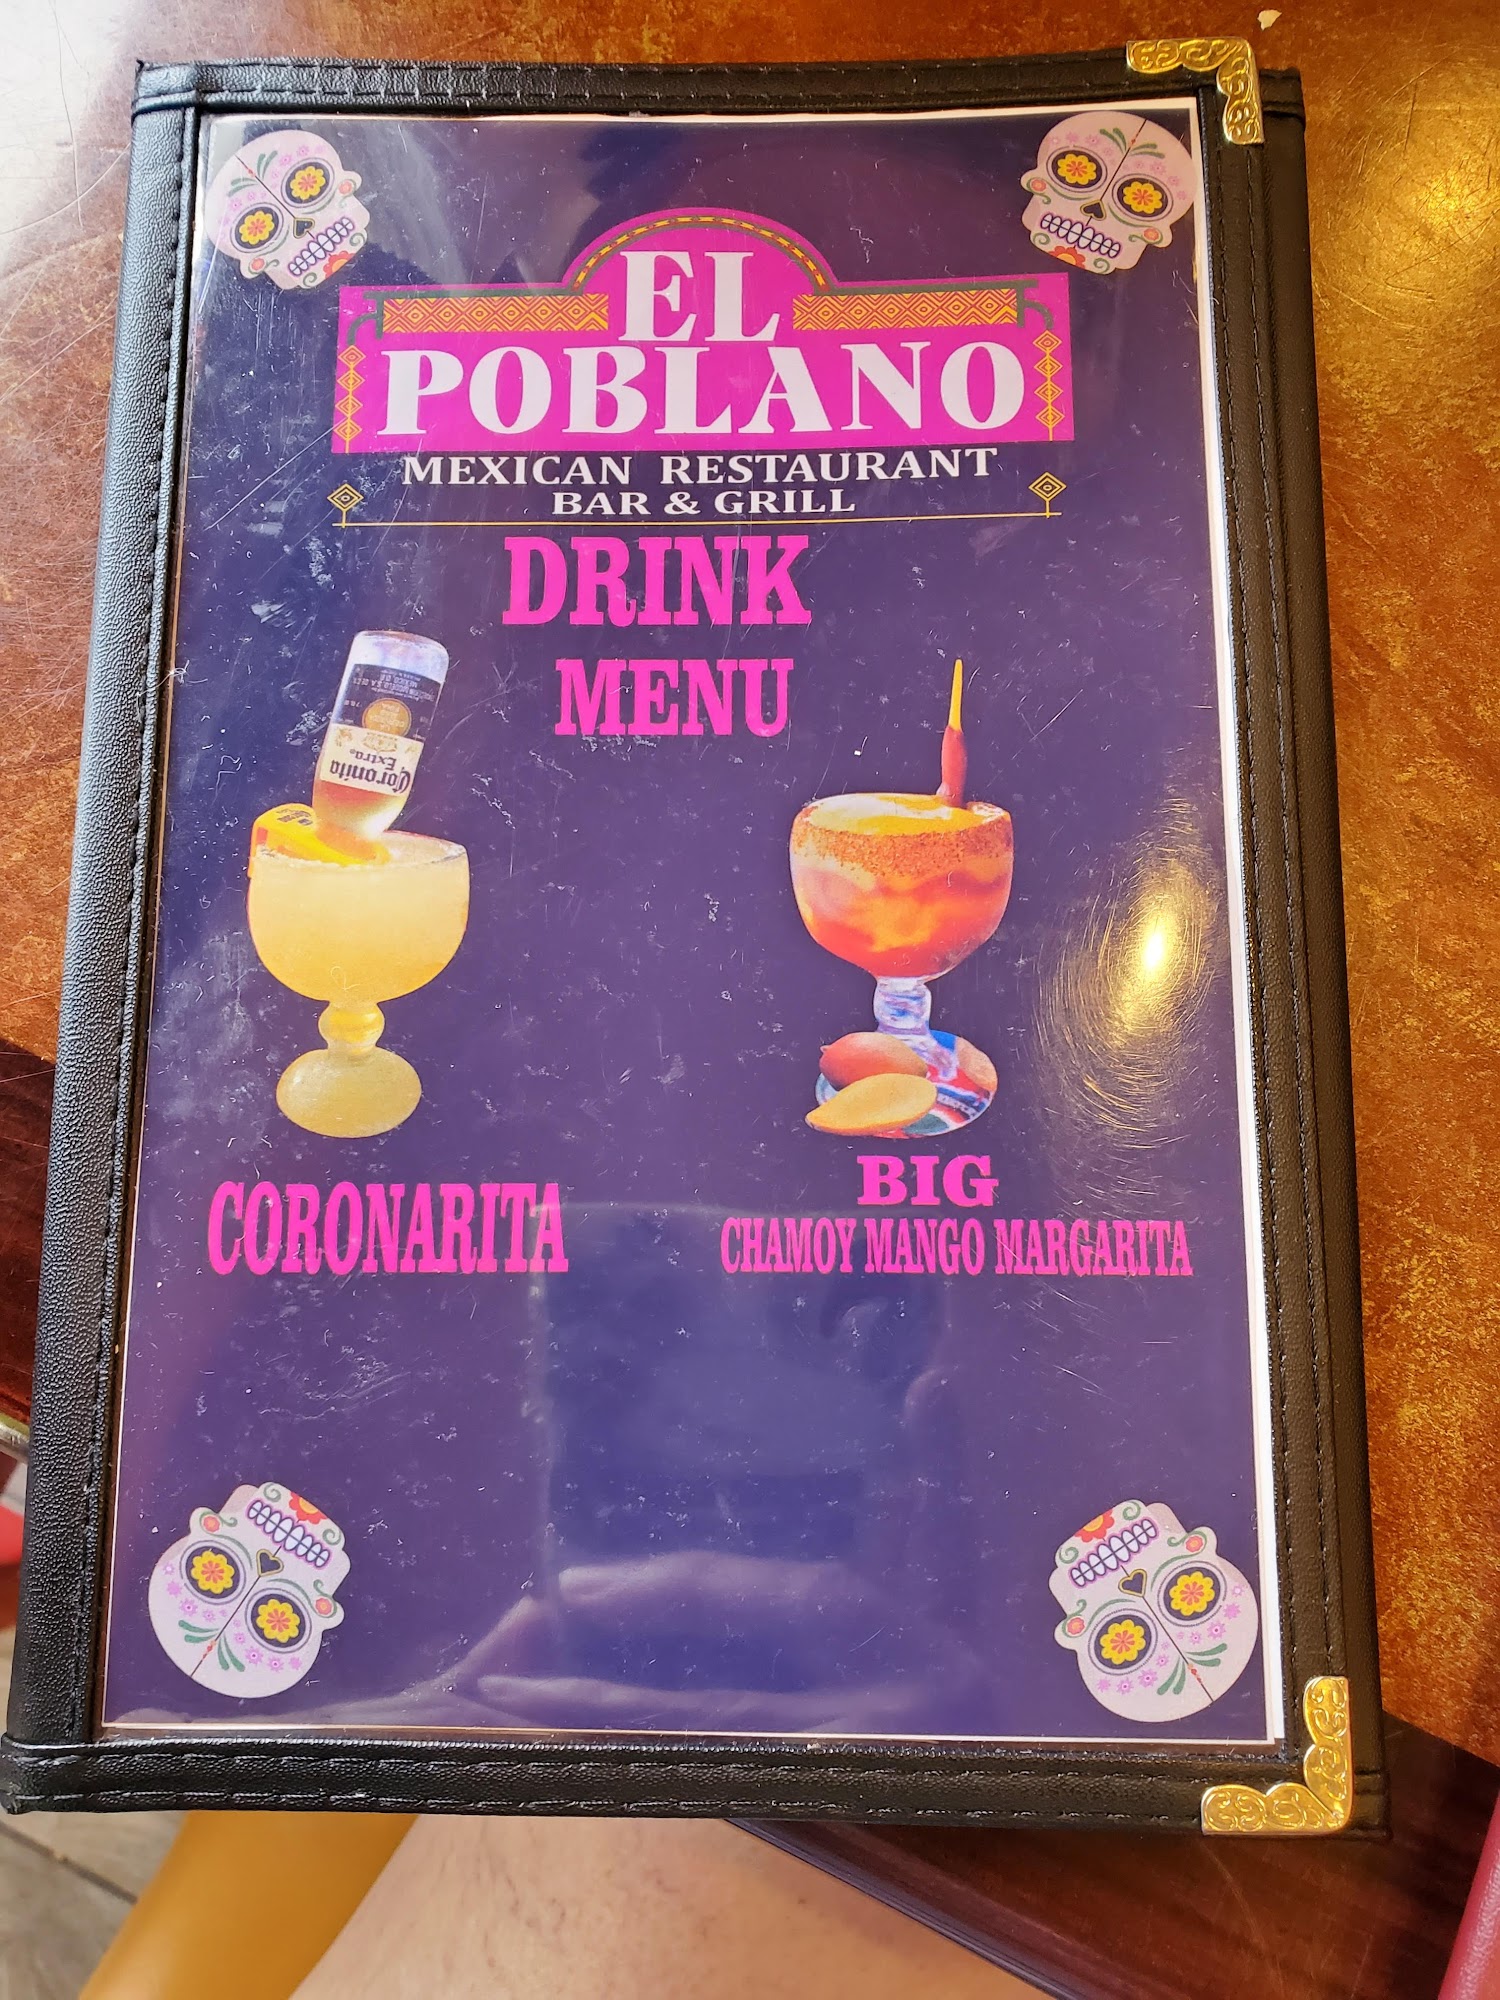 EL
POBLANO
MEXICAN RESTAURANT
BAR & GRILL
DRINK
MENU
Coronita
Extra
CORONARITA
BIG
CHAMOY MANGO MARGARITA